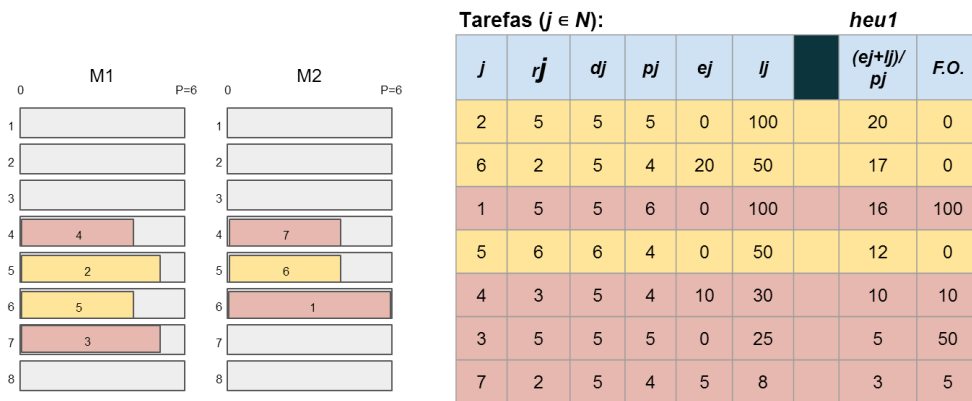 M1
0 P=6
1
2
3
4 4
5 2
6 5
7 3
8
M2
0 P=6
1
2
3
4 7
5 6
6 1
7
8
Tarefas (j ∈ N): heu1
j rj dj pj ej lj (ej+lj)/pj F.O.
2 5 5 5 0 100 20 0
6 2 5 4 20 50 17 0
1 5 5 6 0 100 16 100
5 6 6 4 0 50 12 0
4 3 5 4 10 30 10 10
3 5 5 5 0 25 5 50
7 2 5 4 5 8 3 5